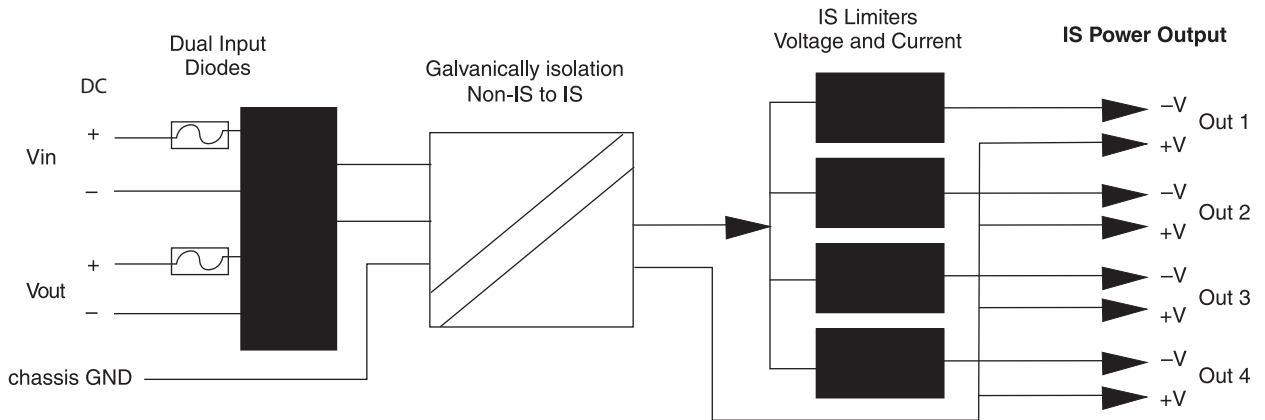 Dual Input
Diodes
DC
+
Vin
–
+
Vout
–
chassis GND
Galvanically isolation
Non-IS to IS
IS Limiters
Voltage and Current
IS Power Output
–V
Out 1
+V
–V
Out 2
+V
–V
Out 3
+V
–V
Out 4
+V